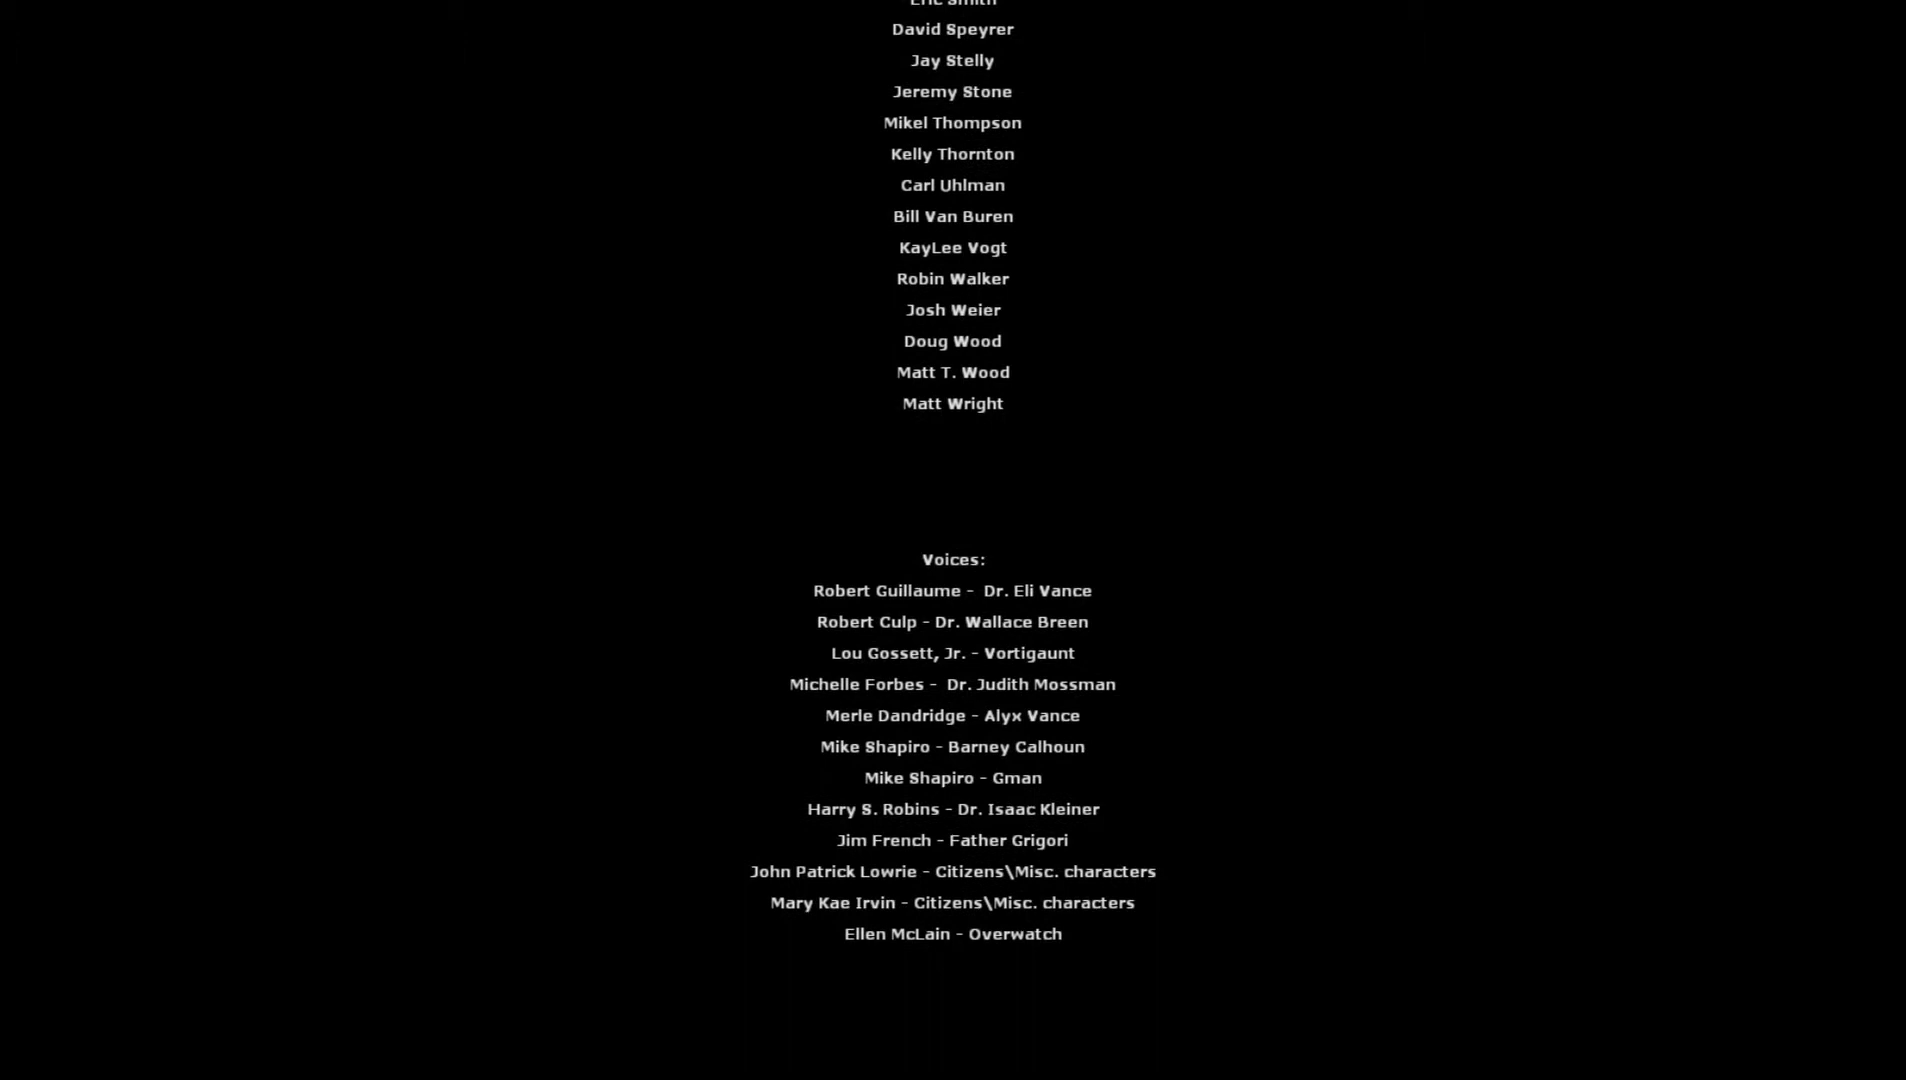 Eric Smith
David Speyrer
Jay Stelly
Jeremy Stone
Mikel Thompson
Kelly Thornton
Carl Uhlman
Bill Van Buren
KayLee Vogt
Robin Walker
Josh Weier
Doug Wood
Matt T. Wood
Matt Wright
Voices:
Robert Guillaume -  Dr. Eli Vance
Robert Culp - Dr. Wallace Breen
Lou Gossett, Jr. - Vortigaunt
Michelle Forbes -  Dr. Judith Mossman
Merle Dandridge - Alyx Vance
Mike Shapiro - Barney Calhoun
Mike Shapiro - Gman
Harry S. Robins - Dr. Isaac Kleiner
Jim French - Father Grigori
John Patrick Lowrie - Citizens\Misc. characters
Mary Kae Irvin - Citizens\Misc. characters
Ellen McLain - Overwatch